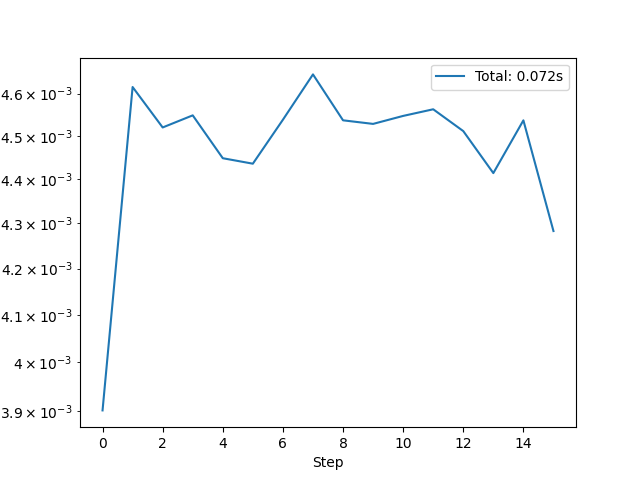 Total: 0.072s
4.6 × 10⁻³
4.5 × 10⁻³
4.4 × 10⁻³
4.3 × 10⁻³
4.2 × 10⁻³
4.1 × 10⁻³
4 × 10⁻³
3.9 × 10⁻³
0 2 4 6 8 10 12 14
Step